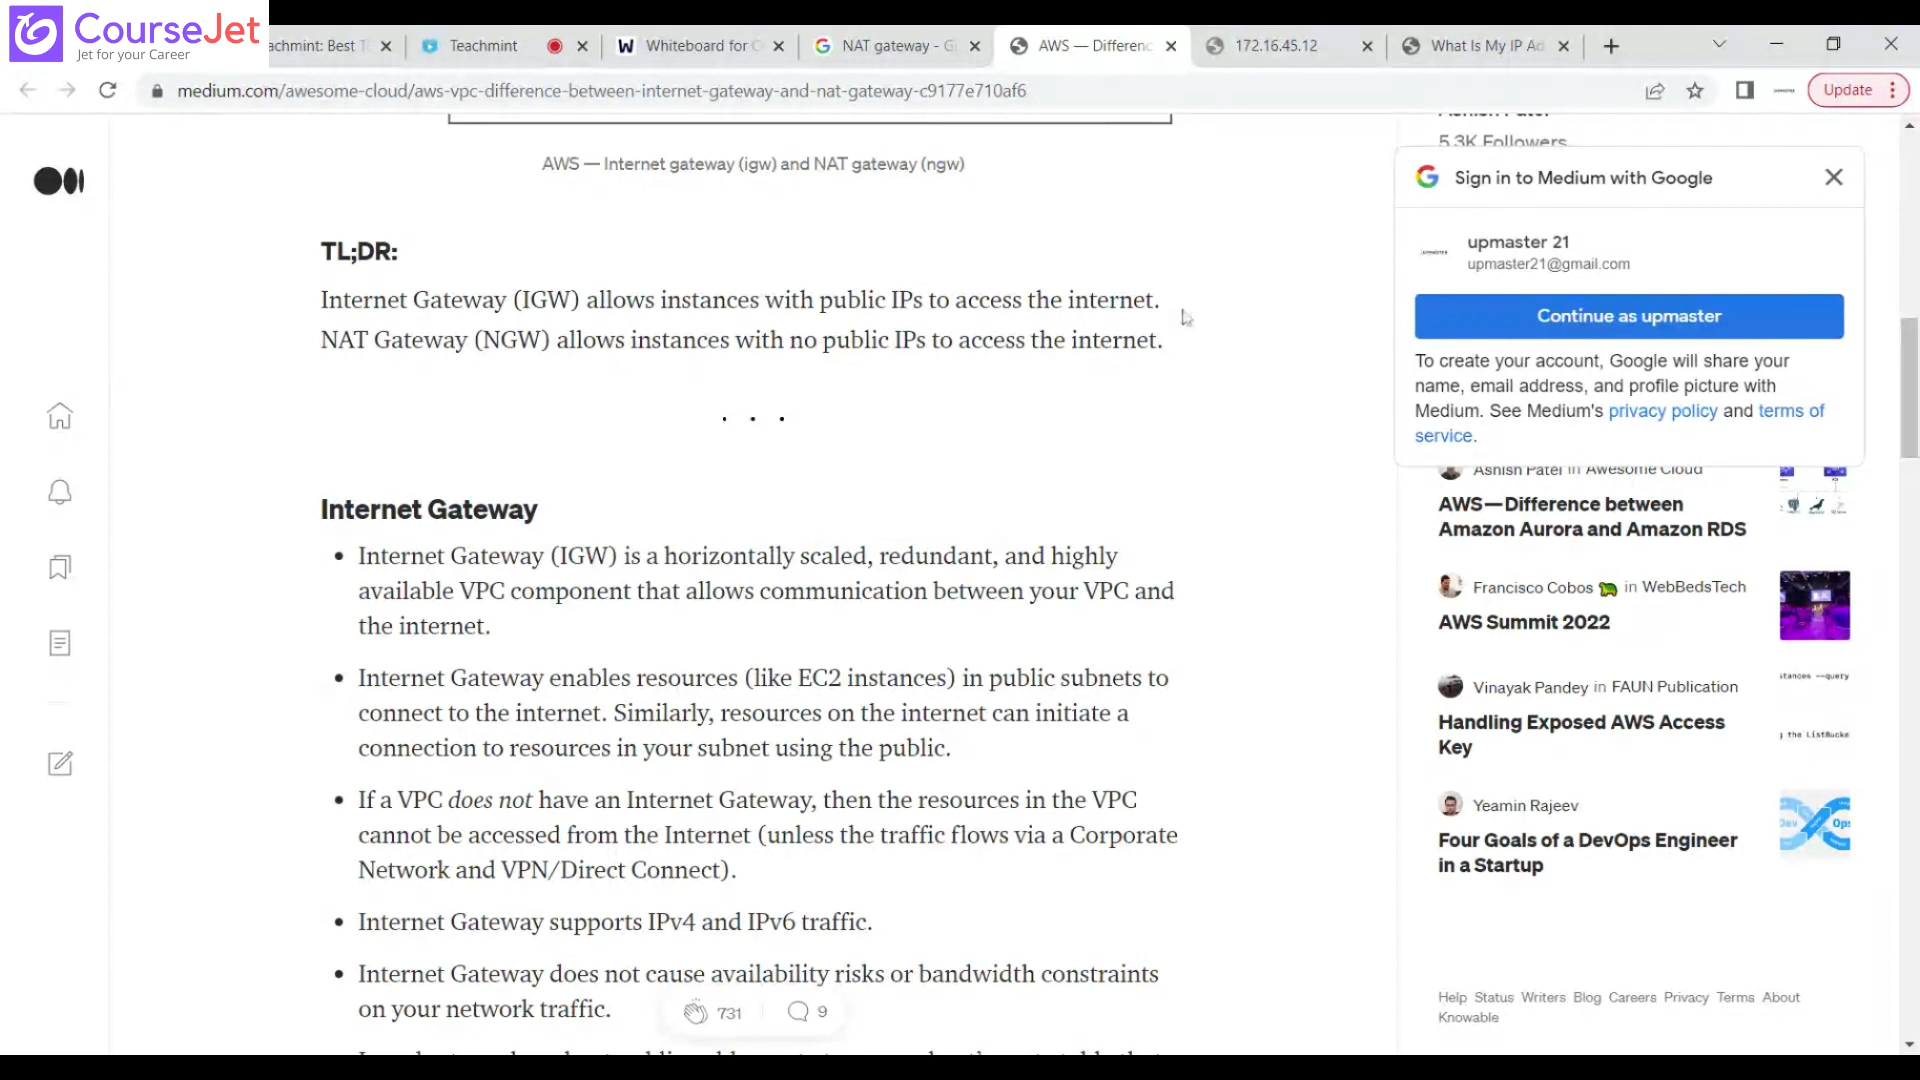 CourseJet
Jet for your Career
achmint: Best T
Teachmint
Whiteboard for O
NAT gateway - G
AWS — Differenc
172.16.45.12
What Is My IP Ad
medium.com/awesome-cloud/aws-vpc-difference-between-internet-gateway-and-nat-gateway-c9177e710af6
Update
AWS — Internet gateway (igw) and NAT gateway (ngw)
TL;DR:
Internet Gateway (IGW) allows instances with public IPs to access the internet.
NAT Gateway (NGW) allows instances with no public IPs to access the internet.
. . .
Internet Gateway
• Internet Gateway (IGW) is a horizontally scaled, redundant, and highly
available VPC component that allows communication between your VPC and
the internet.
• Internet Gateway enables resources (like EC2 instances) in public subnets to
connect to the internet. Similarly, resources on the internet can initiate a
connection to resources in your subnet using the public.
• If a VPC does not have an Internet Gateway, then the resources in the VPC
cannot be accessed from the Internet (unless the traffic flows via a Corporate
Network and VPN/Direct Connect).
• Internet Gateway supports IPv4 and IPv6 traffic.
• Internet Gateway does not cause availability risks or bandwidth constraints
on your network traffic.
731
9
5.3K Followers
Sign in to Medium with Google
upmaster 21
upmaster21@gmail.com
Continue as upmaster
To create your account, Google will share your
name, email address, and profile picture with
Medium. See Medium's privacy policy and terms of
service.
Ashish Patel in Awesome Cloud
AWS—Difference between
Amazon Aurora and Amazon RDS
Francisco Cobos in WebBedsTech
AWS Summit 2022
Vinayak Pandey in FAUN Publication
Handling Exposed AWS Access
Key
stances --query
g the ListBucke
Yeamin Rajeev
Four Goals of a DevOps Engineer
in a Startup
Dev Ops
Help Status Writers Blog Careers Privacy Terms About
Knowable